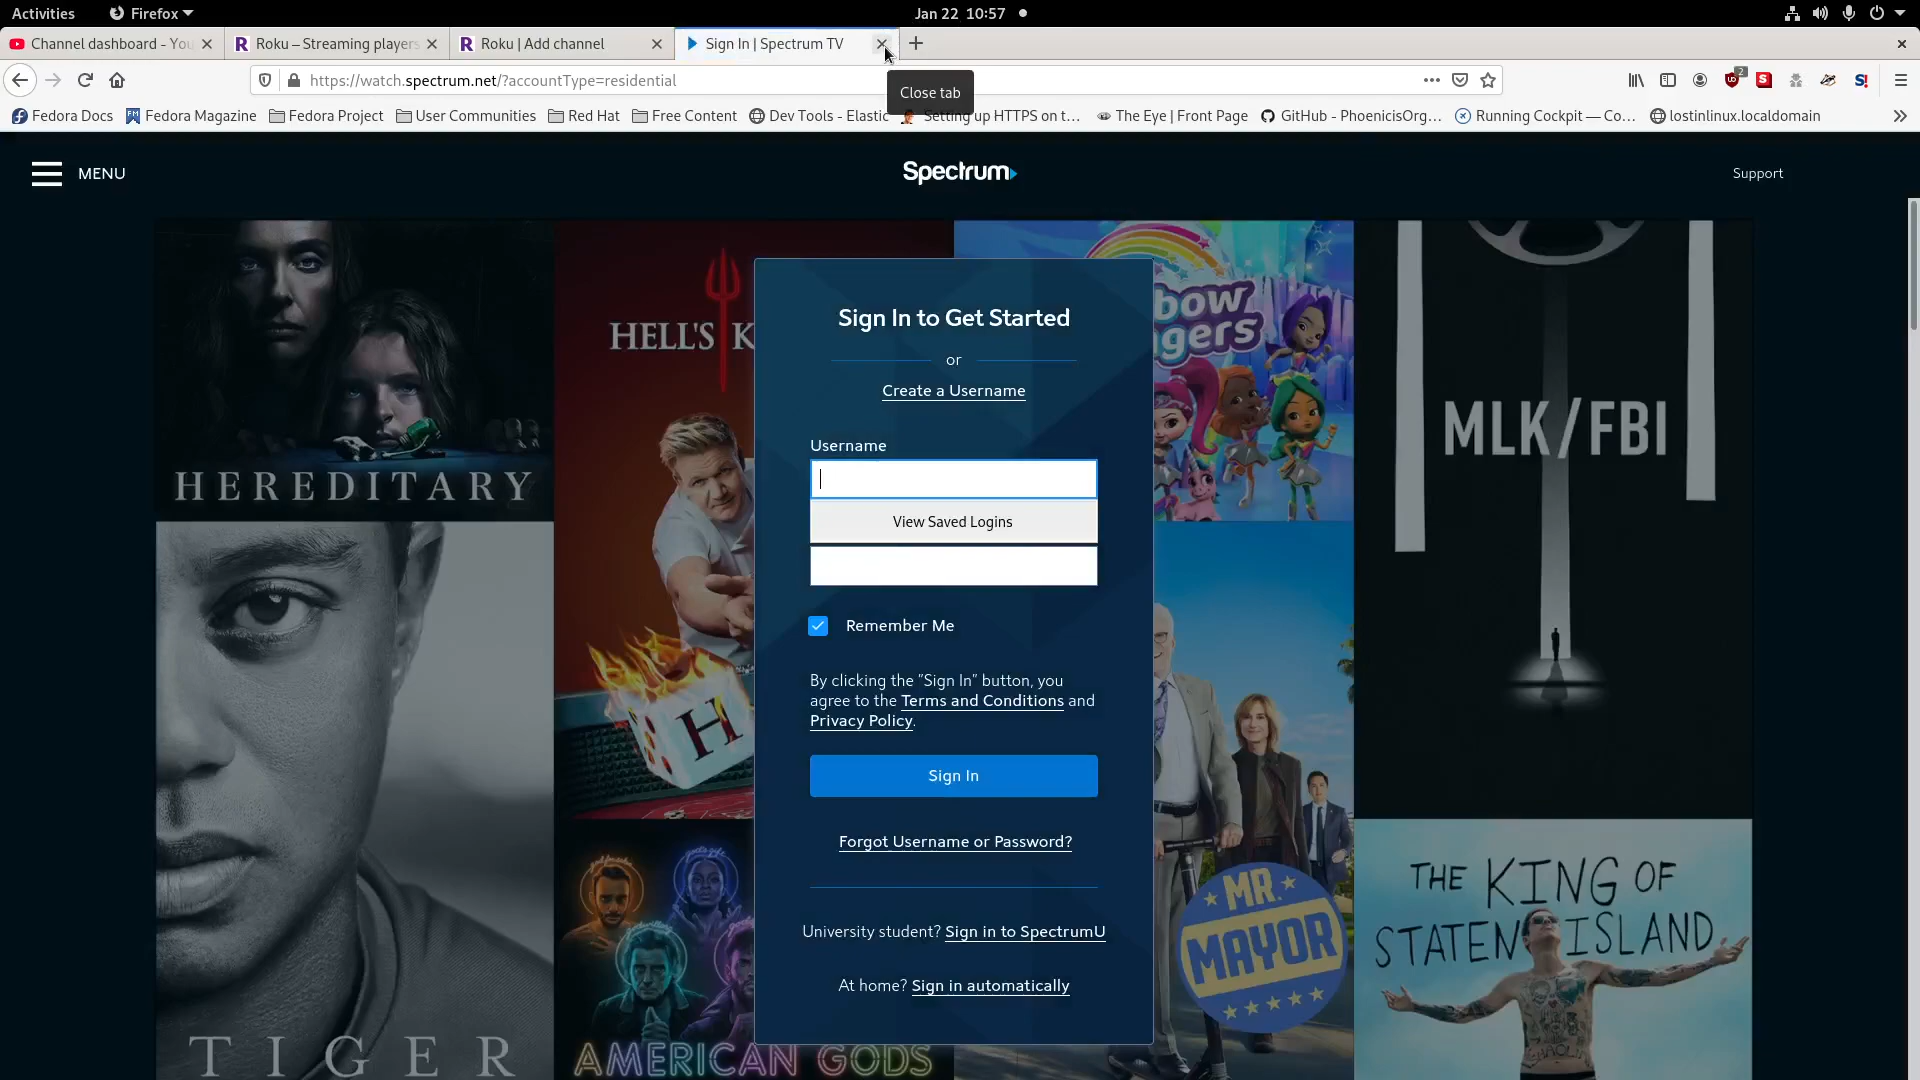 Activities Firefox Jan 22 10:57
Channel dashboard - You Roku – Streaming players Roku | Add channel Sign In | Spectrum TV
https://watch.spectrum.net/?accountType=residential
2
Close tab
Fedora Docs Fedora Magazine Fedora Project User Communities Red Hat Free Content Dev Tools - Elastic Setting up HTTPS on t… The Eye | Front Page GitHub - PhoenicisOrg… Running Cockpit — Co… lostinlinux.localdomain
MENU Spectrum Support
HEREDITARY
HELL'S K
bow
gers
MLK/FBI
Sign In to Get Started
or
Create a Username
Username
View Saved Logins
Remember Me
By clicking the “Sign In” button, you
agree to the Terms and Conditions and
Privacy Policy.
Sign In
Forgot Username or Password?
University student? Sign in to SpectrumU
At home? Sign in automatically
H
TIGER
AMERICAN GODS
MR.
MAYOR
THE KING OF
STATEN ISLAND